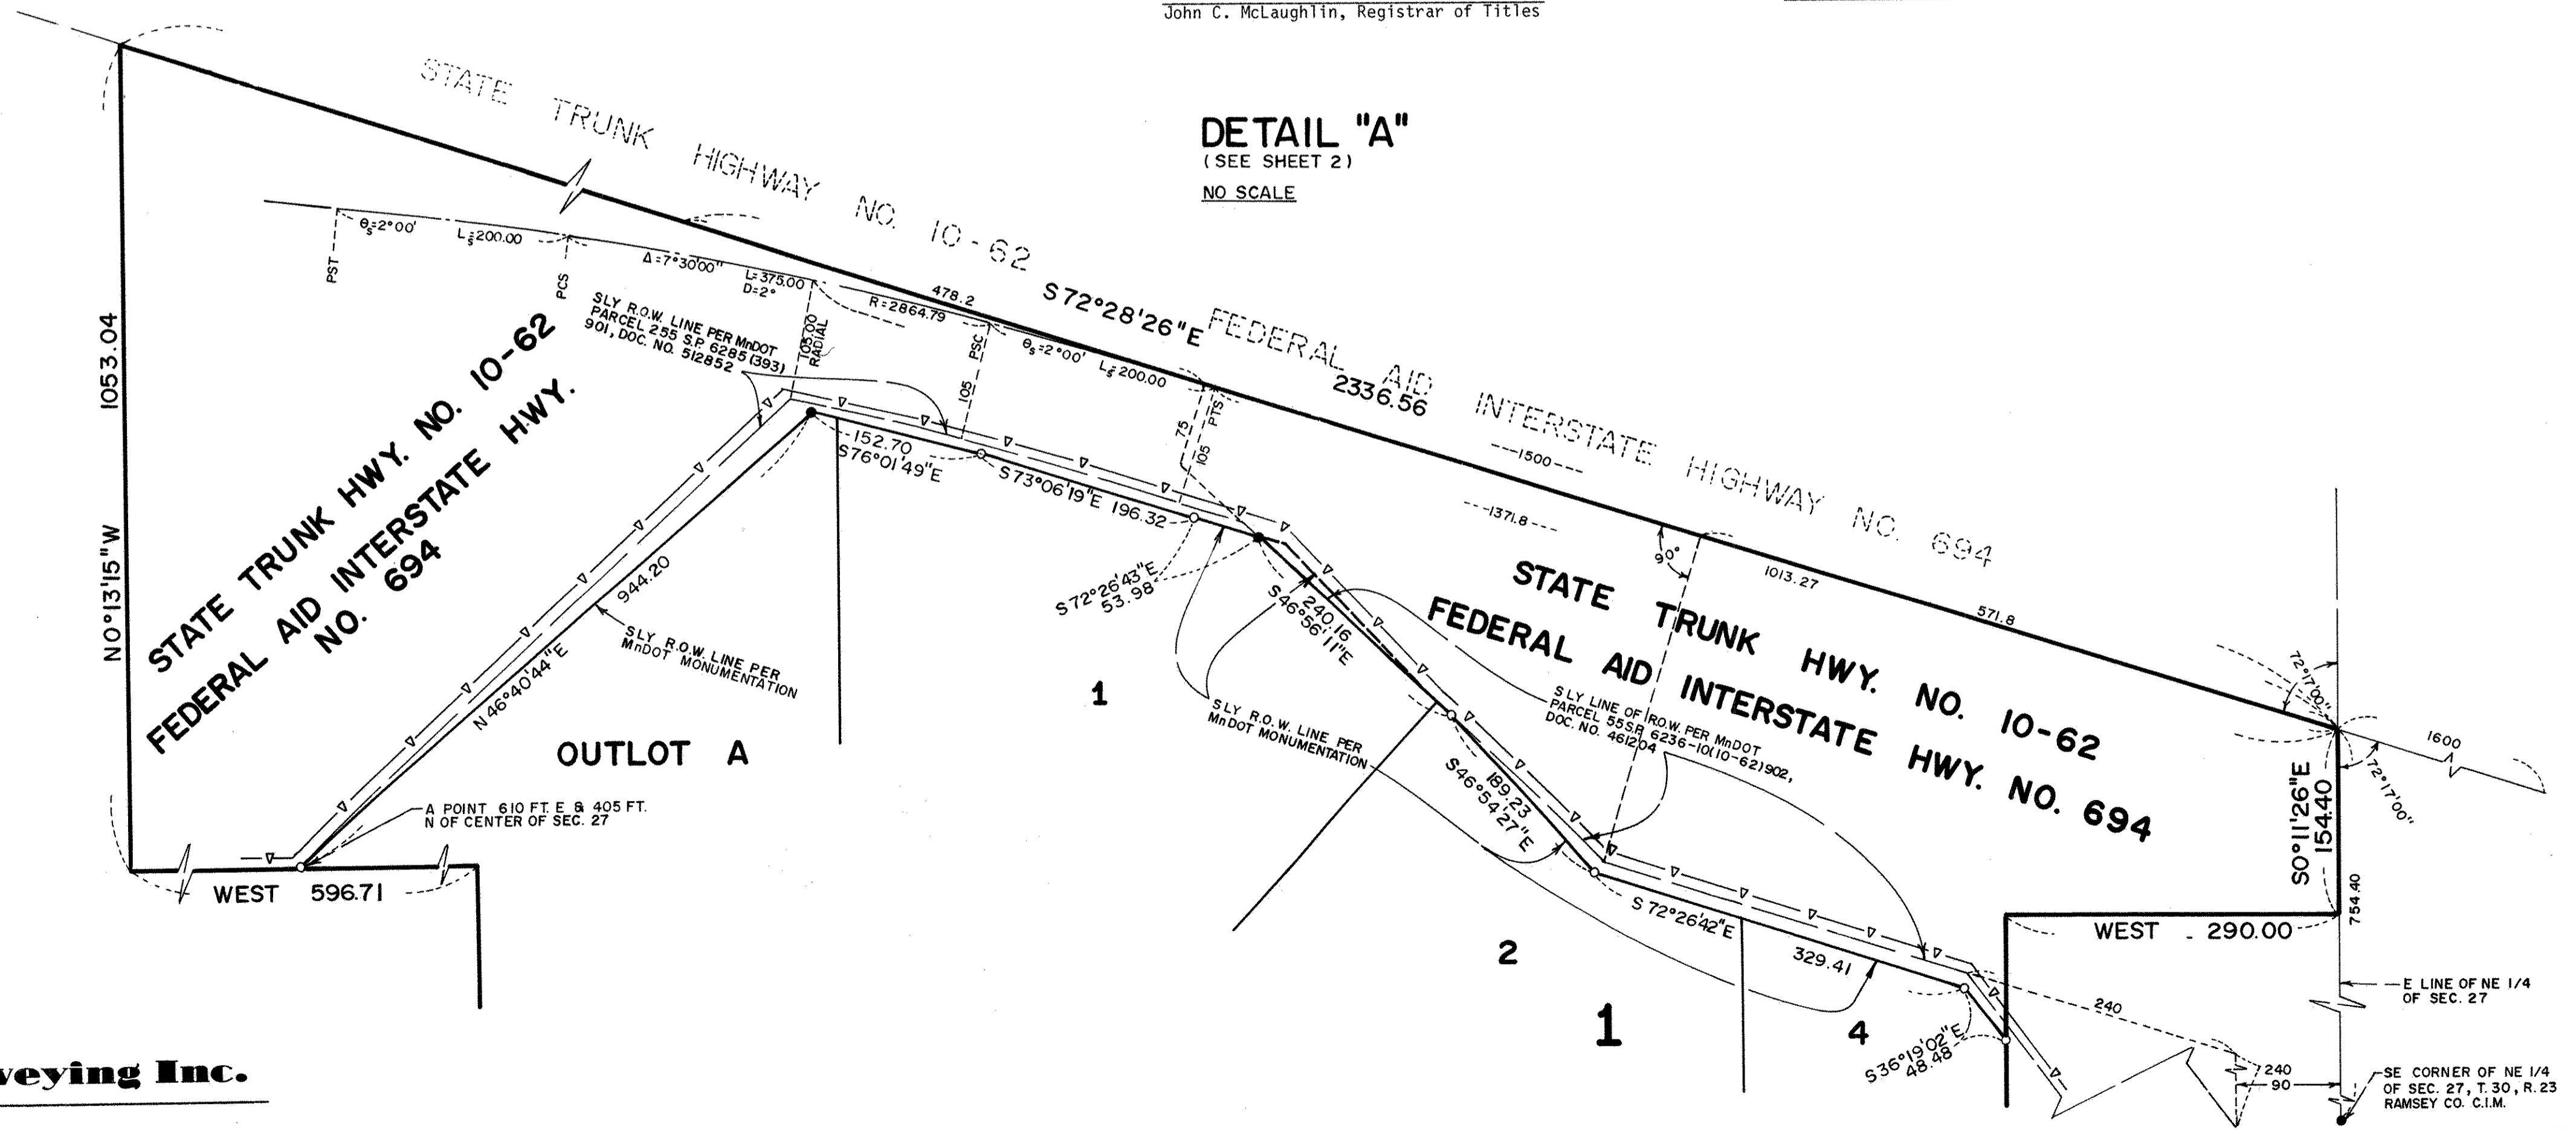 John C. McLaughlin, Registrar of Titles
STATE TRUNK HIGHWAY NO. 10-62
FEDERAL AID INTERSTATE HIGHWAY NO. 694
DETAIL "A"
(SEE SHEET 2)
NO SCALE
θs=2°00'
Ls=200.00
PST
PCS
Δ=7°30'00"
L=375.00
D=2°
R=2864.79
478.2
S72°28'26"E
2336.56
105.00
RADIAL
PSC
105
θs=2°00'
Ls=200.00
75
PTS
105
1500
1371.8
90°
1013.27
571.8
72°17'00"
1600
72°17'00"
SLY R.O.W. LINE PER MnDOT
PARCEL 255 S.P. 6285 (393)
901, DOC. NO. 512852
1053.04
N0°13'15"W
STATE TRUNK HWY. NO. 10-62
FEDERAL AID INTERSTATE HWY.
NO. 694
944.20
N 46°40'44"E
SLY R.O.W. LINE PER
MnDOT MONUMENTATION
152.70
S76°01'49"E
S73°06'19"E 196.32
S72°26'43"E
53.98
240.16
S46°56'11"E
STATE TRUNK HWY. NO. 10-62
FEDERAL AID INTERSTATE HWY. NO. 694
1
SLY R.O.W. LINE PER
MnDOT MONUMENTATION
SLY LINE OF R.O.W. PER MnDOT
PARCEL 55 S.P. 6236-10(10-62)902,
DOC. NO. 461204
OUTLOT A
A POINT 610 FT. E & 405 FT.
N OF CENTER OF SEC. 27
WEST 596.71
189.23
S46°54'27"E
S0°11'26"E
154.40
754.40
S 72°26'42"E
329.41
WEST 290.00
2
1
4
S36°19'02"E
48.48
240
E LINE OF NE 1/4
OF SEC. 27
240
90
SE CORNER OF NE 1/4
OF SEC. 27, T.30, R.23
RAMSEY CO. C.I.M.
veying Inc.